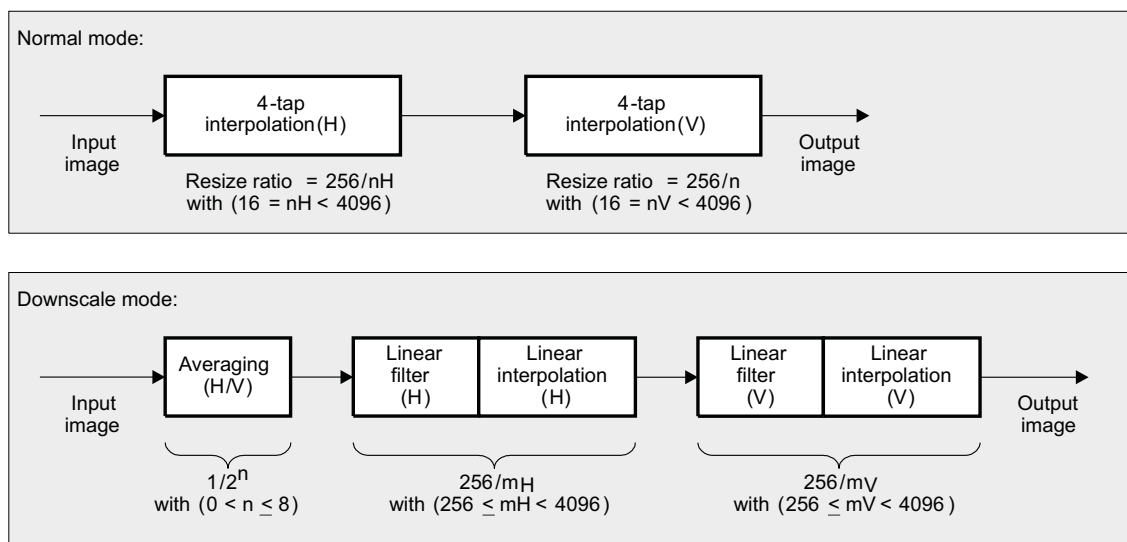 Normal mode:
4-tap
interpolation(H)
4-tap
interpolation(V)
Input
image
Output
image
Resize ratio = 256/nH
with (16 = nH < 4096)
Resize ratio = 256/n
with (16 = nV < 4096)
Downscale mode:
Averaging
(H/V)
Linear
filter
(H)
Linear
interpolation
(H)
Linear
filter
(V)
Linear
interpolation
(V)
Input
image
Output
image
1/2ⁿ
with (0 < n ≤ 8)
256/mH
with (256 ≤ mH < 4096)
256/mV
with (256 ≤ mV < 4096)